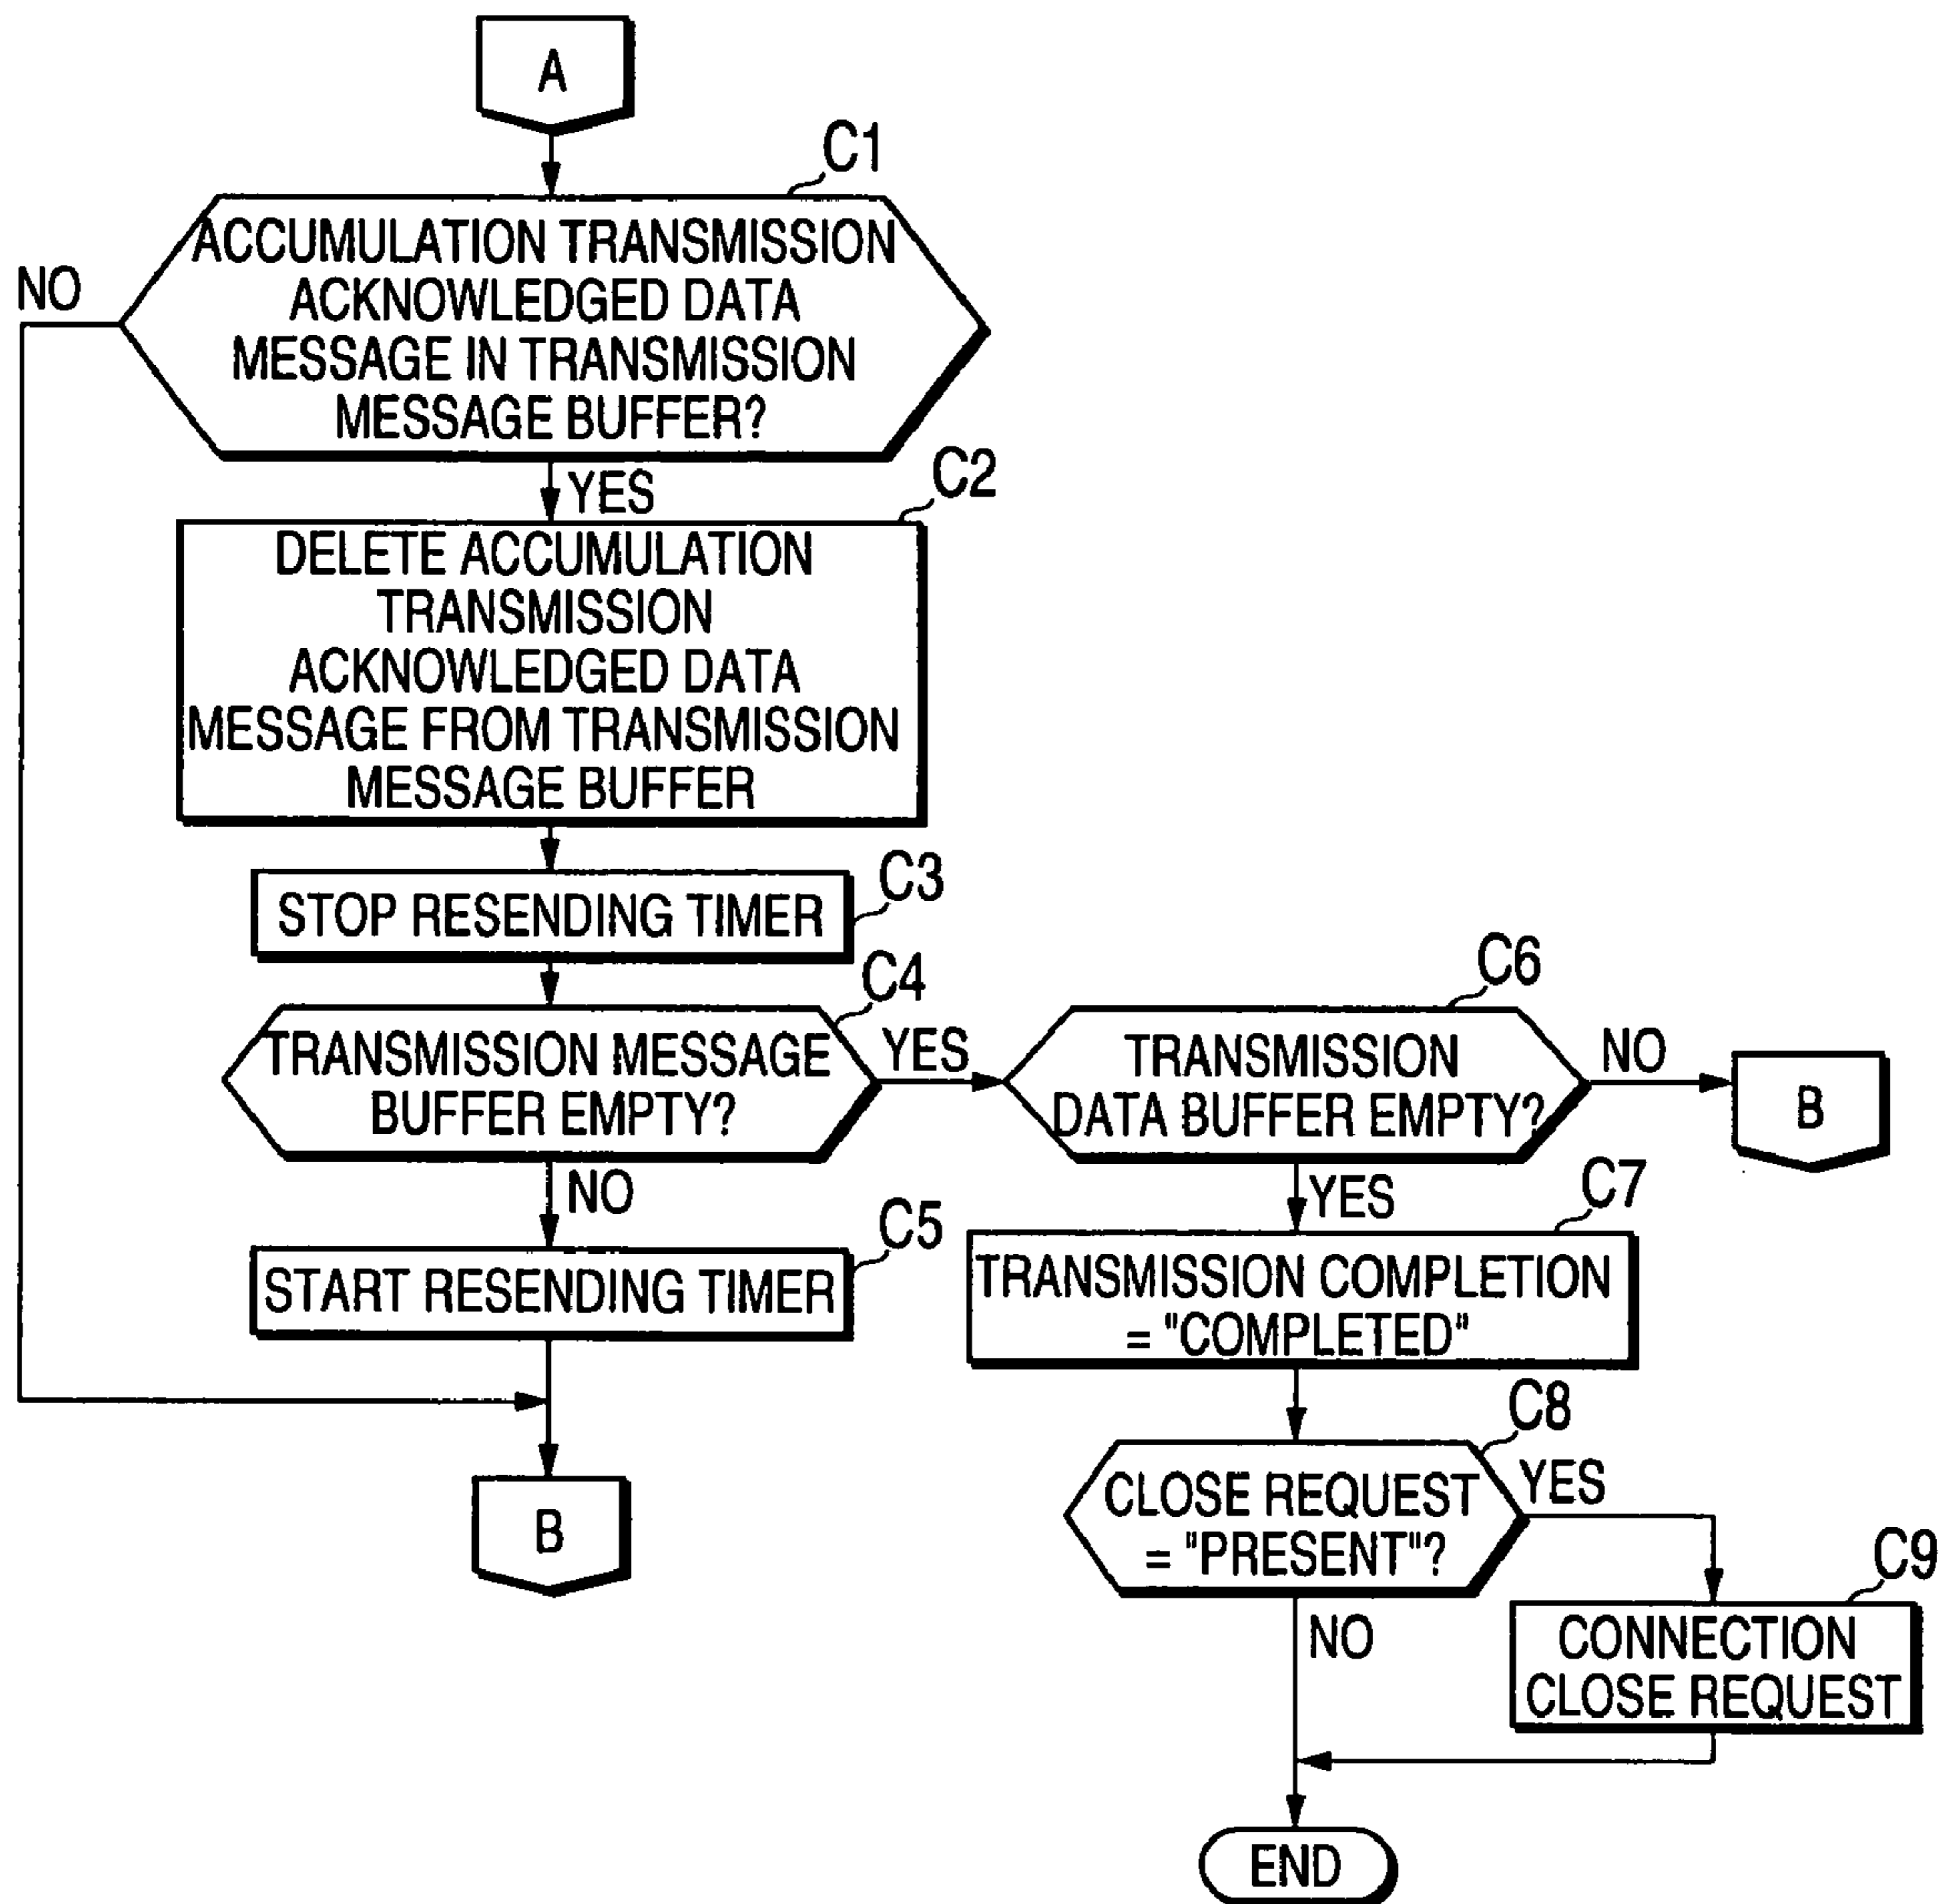 A
C1
ACCUMULATION TRANSMISSION
ACKNOWLEDGED DATA
MESSAGE IN TRANSMISSION
MESSAGE BUFFER?
NO
YES
C2
DELETE ACCUMULATION
TRANSMISSION
ACKNOWLEDGED DATA
MESSAGE FROM TRANSMISSION
MESSAGE BUFFER
C3
STOP RESENDING TIMER
C4
TRANSMISSION MESSAGE
BUFFER EMPTY?
YES
NO
C5
START RESENDING TIMER
B
C6
TRANSMISSION
DATA BUFFER EMPTY?
NO
B
YES
C7
TRANSMISSION COMPLETION
= "COMPLETED"
C8
CLOSE REQUEST
= "PRESENT"?
YES
NO
C9
CONNECTION
CLOSE REQUEST
END